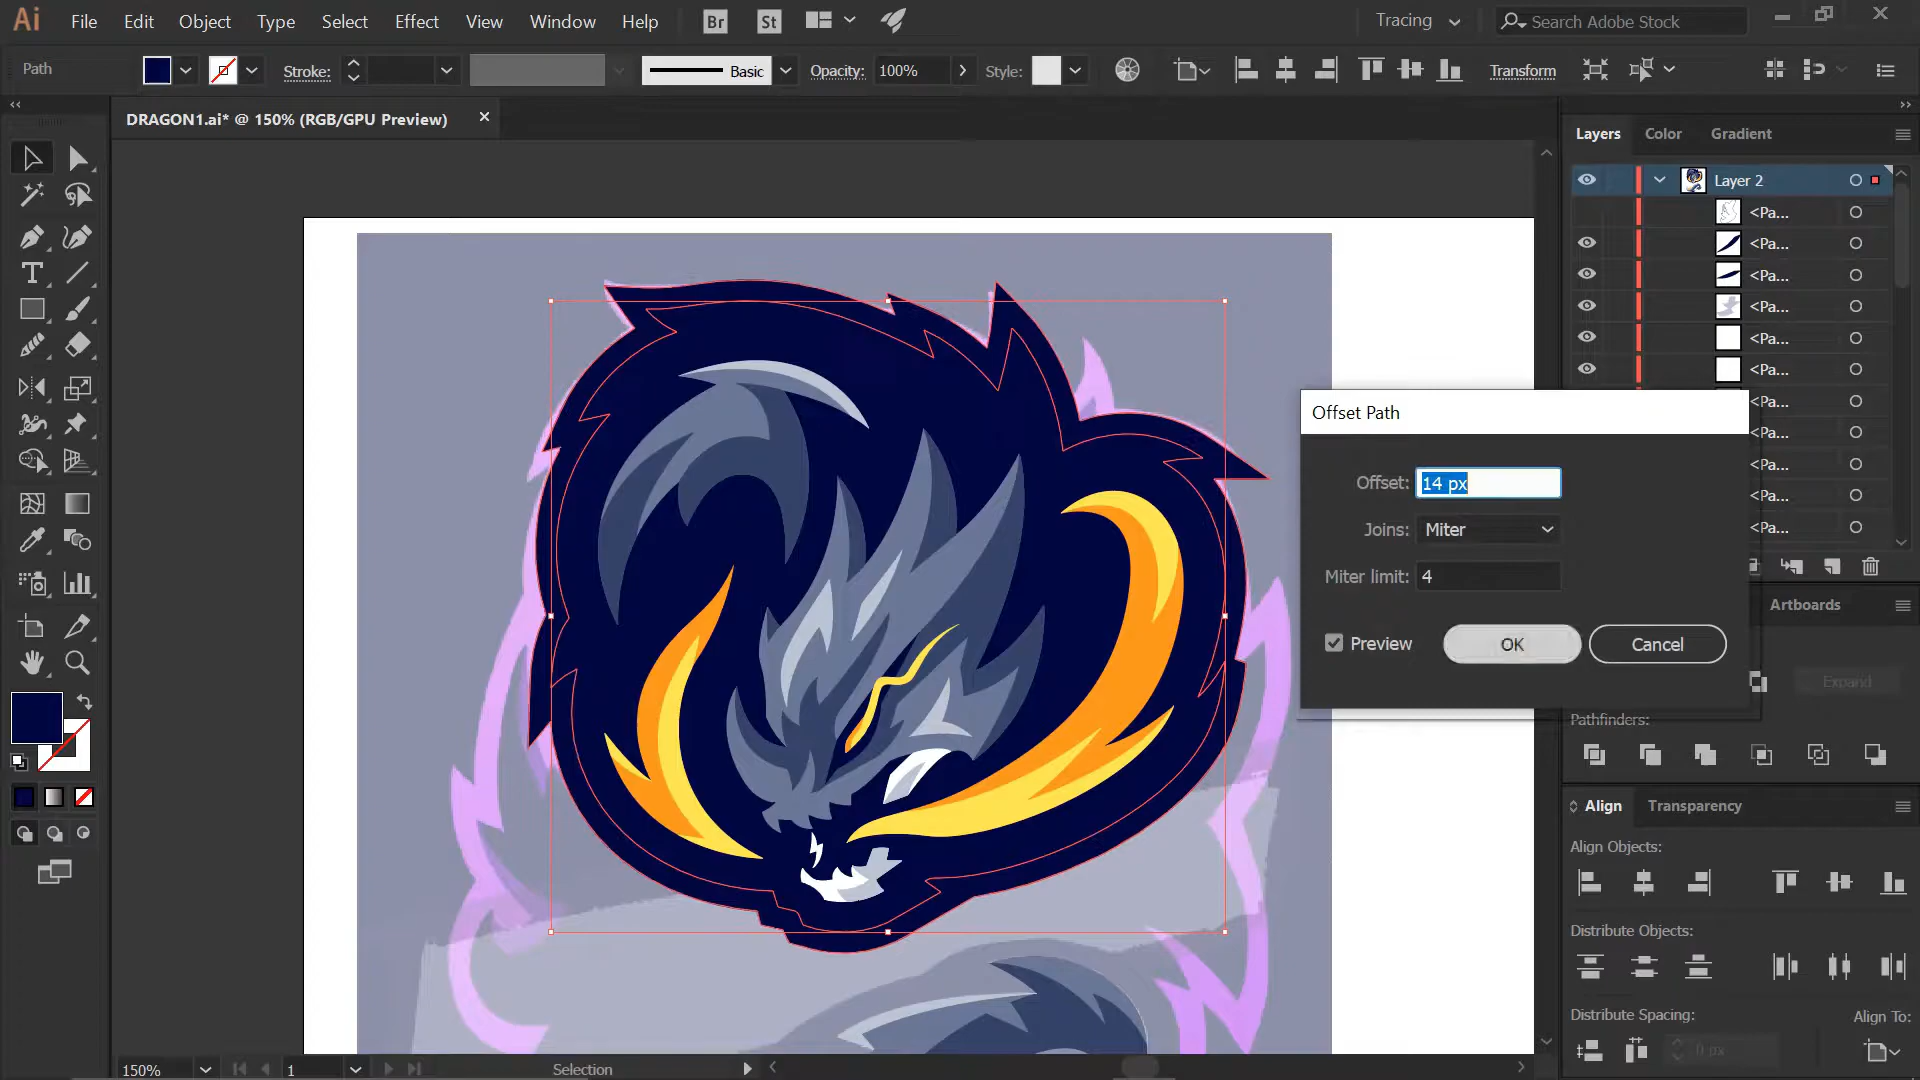 Ai File Edit Object Type Select Effect View Window Help Br St Tracing Search Adobe Stock
Path Stroke: Basic Opacity: 100% Style: Transform
DRAGON1.ai* @ 150% (RGB/GPU Preview)
Layers Color Gradient
Layer 2
<Pa...
<Pa...
<Pa...
<Pa...
<Pa...
<Pa...
<Pa...
<Pa...
<Pa...
<Pa...
<Pa...
Offset Path
Offset: 14 px
Joins: Miter
Miter limit: 4
Preview OK Cancel
Artboards
Expand
Pathfinders:
Align Transparency
Align Objects:
Distribute Objects:
Distribute Spacing: Align To:
0 px
150% 1 Selection